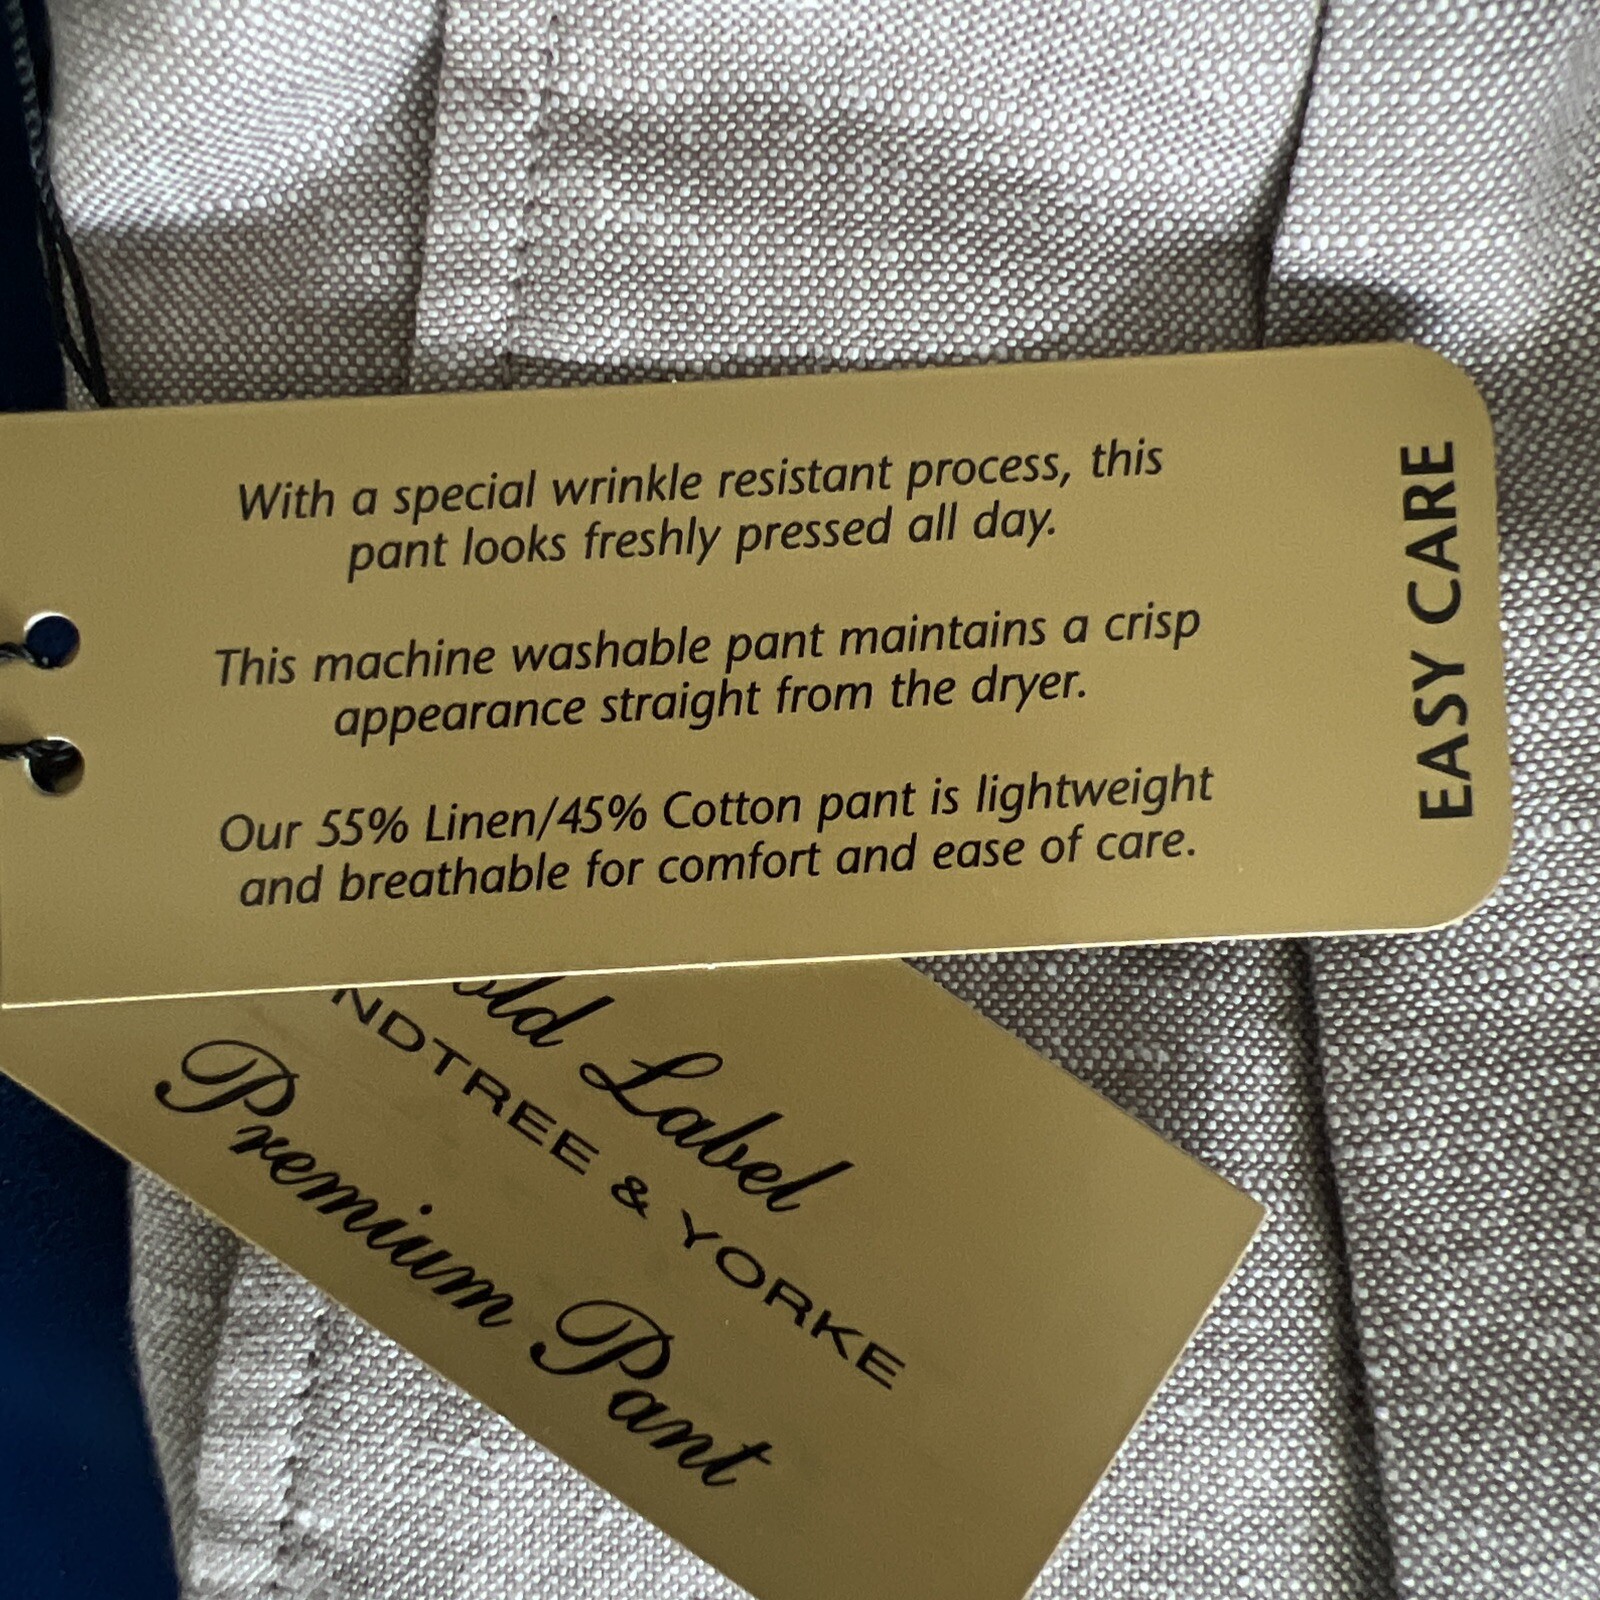 With a special wrinkle resistant process, this
pant looks freshly pressed all day.
This machine washable pant maintains a crisp
appearance straight from the dryer.
Our 55% Linen/45% Cotton pant is lightweight
and breathable for comfort and ease of care.
EASY CARE
Label
& YORKE
Premium Pant